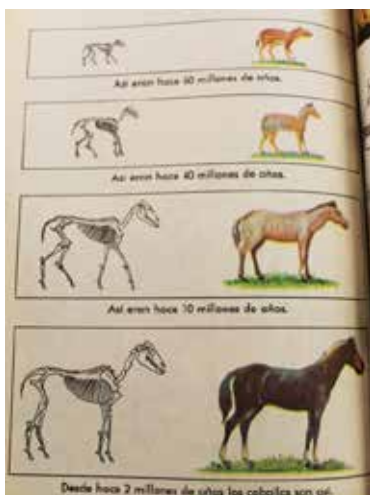 Así eran hace 60 millones de años.
Así eran hace 40 millones de años.
Así eran hace 10 millones de años.
Desde hace 2 millones de años los caballos son así.